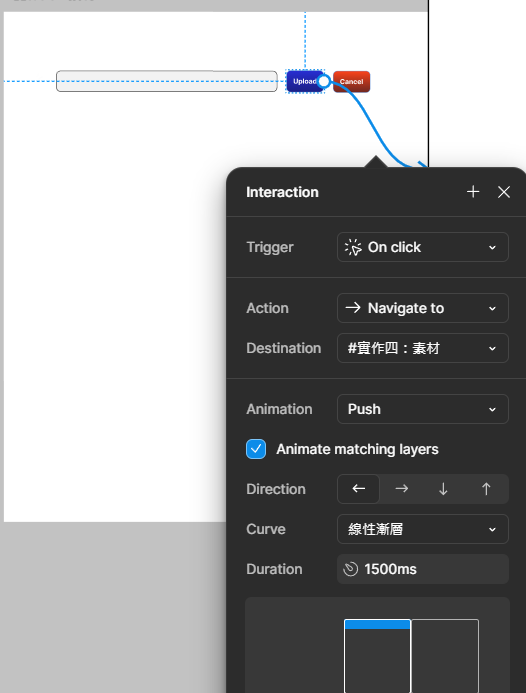 Upload
Cancel
Interaction
Trigger
On click
Action
Navigate to
Destination
#實作四：素材
Animation
Push
Animate matching layers
Direction
Curve
線性漸層
Duration
1500ms